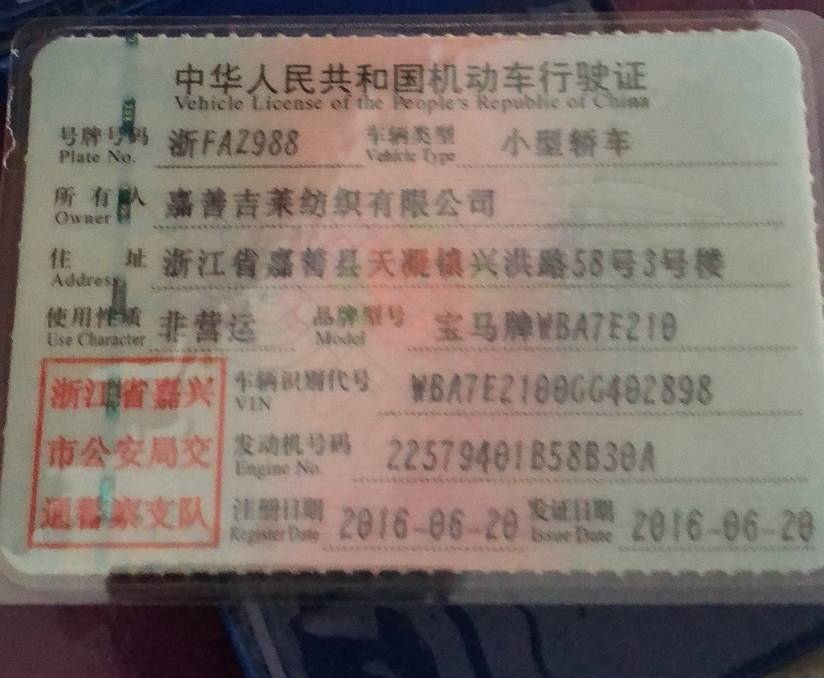 中华人民共和国机动车行驶证
Vehicle License of the People's Republic of China
号牌号码 浙FAZ988 车辆类型 小型轿车
Plate No. Vehicle Type
所有人 嘉善吉莱纺织有限公司
Owner
住址 浙江省嘉善县天凝镇兴洪路58号3号楼
Address
使用性质 非营运 品牌型号 宝马牌WBA7E210
Use Character Model
车辆识别代号 WBA7E2100GG402898
VIN
发动机号码 22579401B58B30A
Engine No.
注册日期 2016-06-20 发证日期 2016-06-20
Register Date Issue Date
浙江省嘉兴
市公安局交
通警察支队